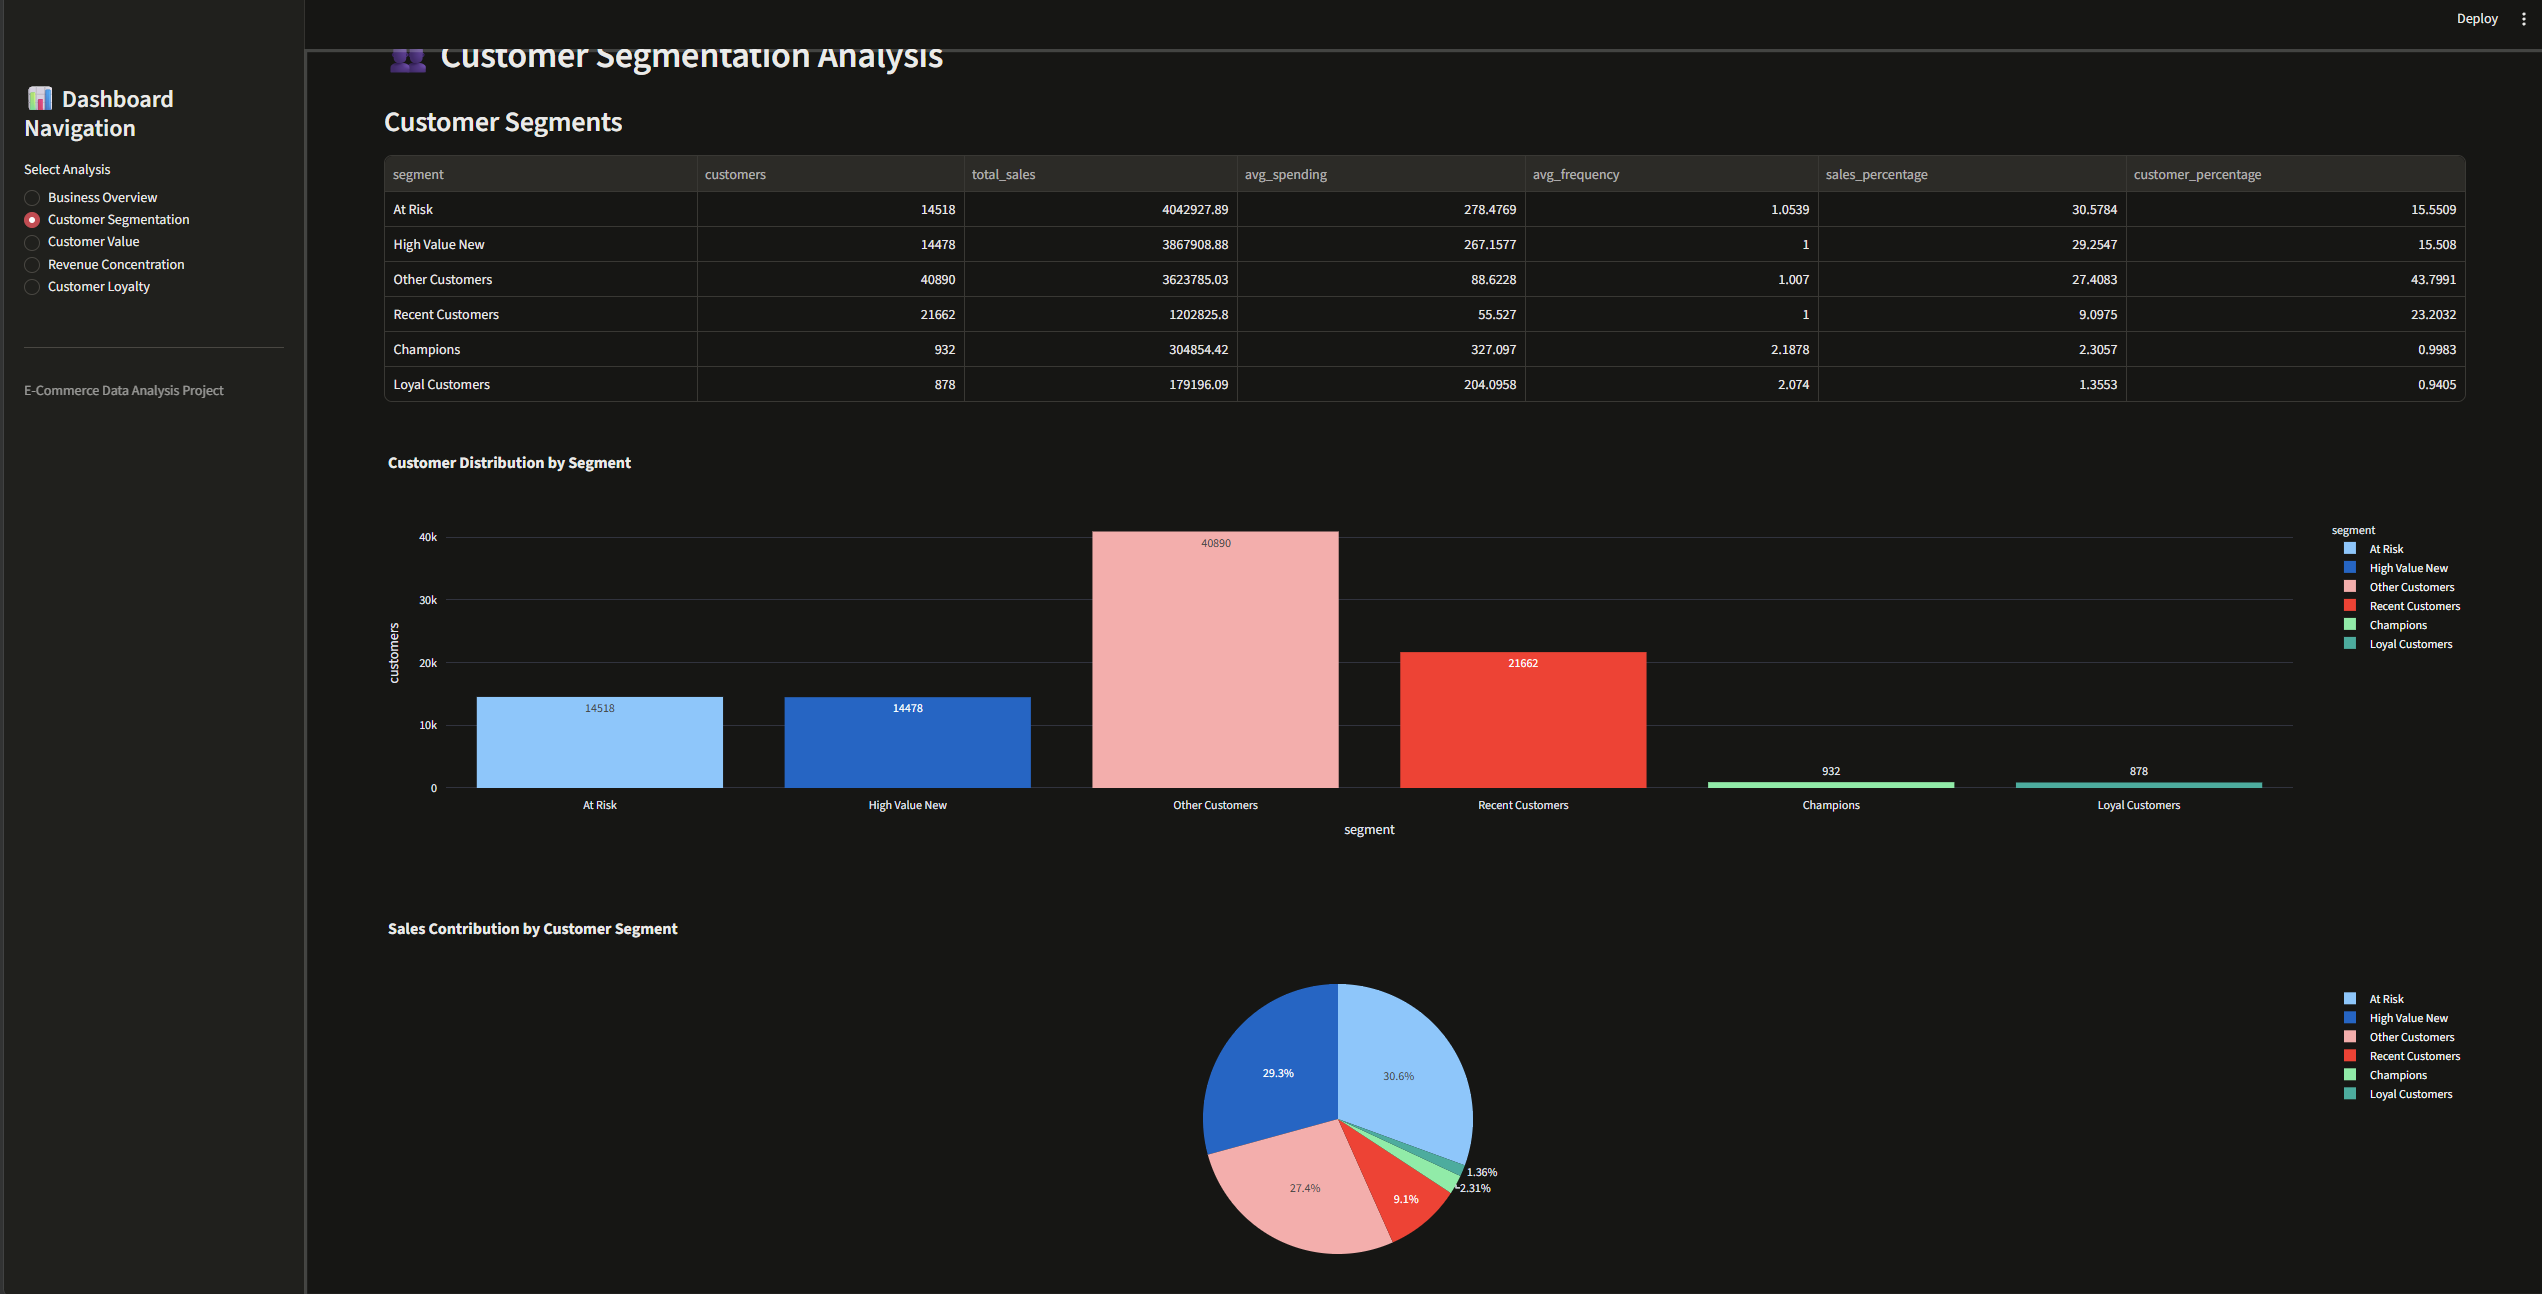 Deploy
Dashboard
Navigation
Select Analysis
Business Overview
Customer Segmentation
Customer Value
Revenue Concentration
Customer Loyalty
E-Commerce Data Analysis Project
Customer Segmentation Analysis
Customer Segments
segment customers total_sales avg_spending avg_frequency sales_percentage customer_percentage
At Risk 14518 4042927.89 278.4769 1.0539 30.5784 15.5509
High Value New 14478 3867908.88 267.1577 1 29.2547 15.508
Other Customers 40890 3623785.03 88.6228 1.007 27.4083 43.7991
Recent Customers 21662 1202825.8 55.527 1 9.0975 23.2032
Champions 932 304854.42 327.097 2.1878 2.3057 0.9983
Loyal Customers 878 179196.09 204.0958 2.074 1.3553 0.9405
Customer Distribution by Segment
customers
40k
30k
20k
10k
0
14518
14478
40890
21662
932
878
At Risk
High Value New
Other Customers
Recent Customers
Champions
Loyal Customers
segment
segment
At Risk
High Value New
Other Customers
Recent Customers
Champions
Loyal Customers
Sales Contribution by Customer Segment
29.3%
30.6%
1.36%
2.31%
27.4%
9.1%
At Risk
High Value New
Other Customers
Recent Customers
Champions
Loyal Customers